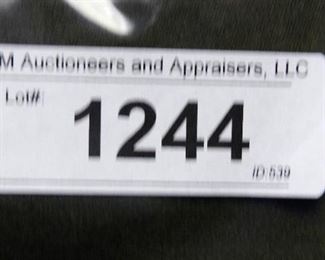 M Auctioneers and Appraisers, LLC
Lot#:
1244
ID:539